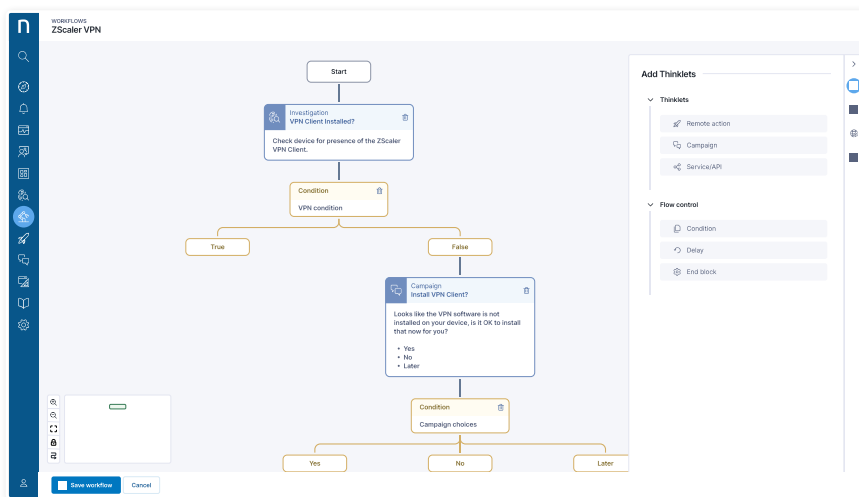 WORKFLOWS
ZScaler VPN
Start
Investigation
VPN Client Installed?
Check device for presence of the ZScaler
VPN Client.
Condition
VPN condition
True
False
Campaign
Install VPN Client?
Looks like the VPN software is not
installed on your device, is it OK to install
that now for you?
• Yes
• No
• Later
Condition
Campaign choices
Yes
No
Later
Add Thinklets
Thinklets
Remote action
Campaign
Service/API
Flow control
Condition
Delay
End block
Save workflow
Cancel